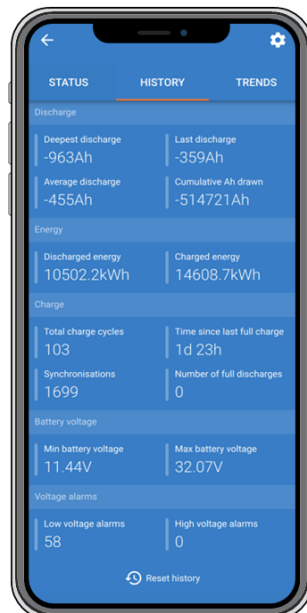 STATUS HISTORY TRENDS
Discharge
Deepest discharge Last discharge
-963Ah -359Ah
Average discharge Cumulative Ah drawn
-455Ah -514721Ah
Energy
Discharged energy Charged energy
10502.2kWh 14608.7kWh
Charge
Total charge cycles Time since last full charge
103 1d 23h
Synchronisations Number of full discharges
1699 0
Battery voltage
Min battery voltage Max battery voltage
11.44V 32.07V
Voltage alarms
Low voltage alarms High voltage alarms
58 0
Reset history